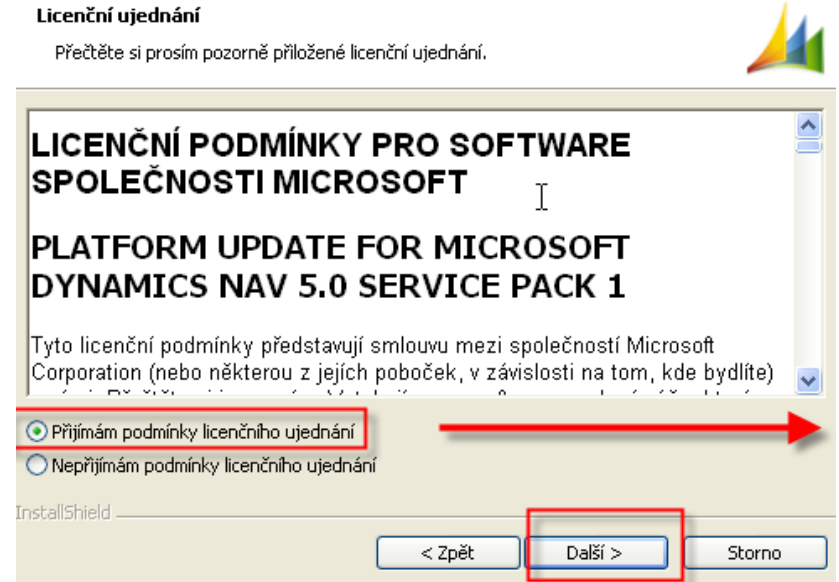 Licenční ujednání
Přečtěte si prosím pozorně přiložené licenční ujednání.
LICENČNÍ PODMÍNKY PRO SOFTWARE
SPOLEČNOSTI MICROSOFT
PLATFORM UPDATE FOR MICROSOFT
DYNAMICS NAV 5.0 SERVICE PACK 1
Tyto licenční podmínky představují smlouvu mezi společností Microsoft
Corporation (nebo některou z jejích poboček, v závislosti na tom, kde bydlíte)
Přijímám podmínky licenčního ujednání
Nepřijímám podmínky licenčního ujednání
InstallShield
< Zpět
Další >
Storno